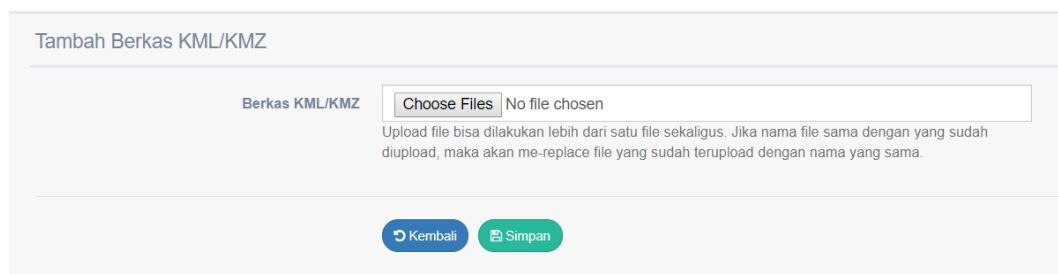 Tambah Berkas KML/KMZ
Berkas KML/KMZ Choose Files No file chosen
Upload file bisa dilakukan lebih dari satu file sekaligus. Jika nama file sama dengan yang sudah
diupload, maka akan me-replace file yang sudah terupload dengan nama yang sama.
Kembali Simpan